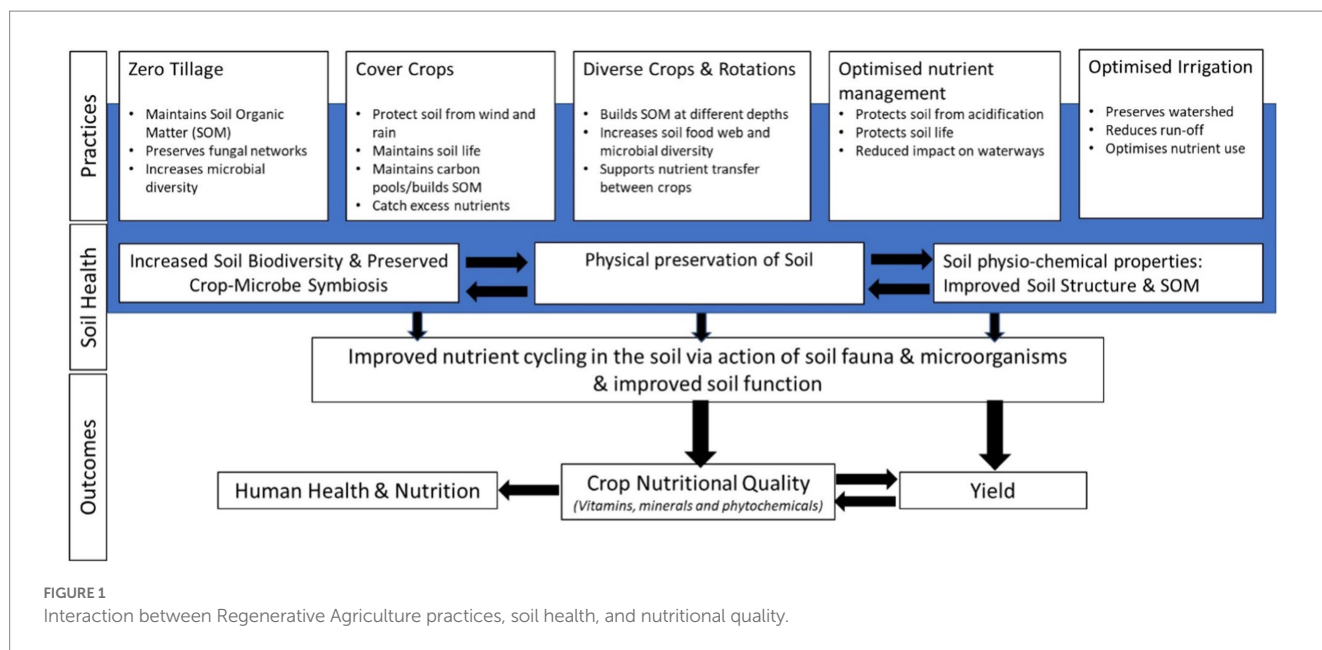 Practices
Zero Tillage
• Maintains Soil Organic
Matter (SOM)
• Preserves fungal networks
• Increases microbial
diversity
Cover Crops
• Protect soil from wind and
rain
• Maintains soil life
• Maintains carbon
pools/builds SOM
• Catch excess nutrients
Diverse Crops & Rotations
• Builds SOM at different depths
• Increases soil food web and
microbial diversity
• Supports nutrient transfer
between crops
Optimised nutrient
management
• Protects soil from acidification
• Protects soil life
• Reduced impact on waterways
Optimised Irrigation
• Preserves watershed
• Reduces run-off
• Optimises nutrient use
Soil Health
Increased Soil Biodiversity & Preserved
Crop-Microbe Symbiosis
Physical preservation of Soil
Soil physio-chemical properties:
Improved Soil Structure & SOM
Improved nutrient cycling in the soil via action of soil fauna & microorganisms
& improved soil function
Outcomes
Human Health & Nutrition
Crop Nutritional Quality
(Vitamins, minerals and phytochemicals)
Yield
FIGURE 1
Interaction between Regenerative Agriculture practices, soil health, and nutritional quality.